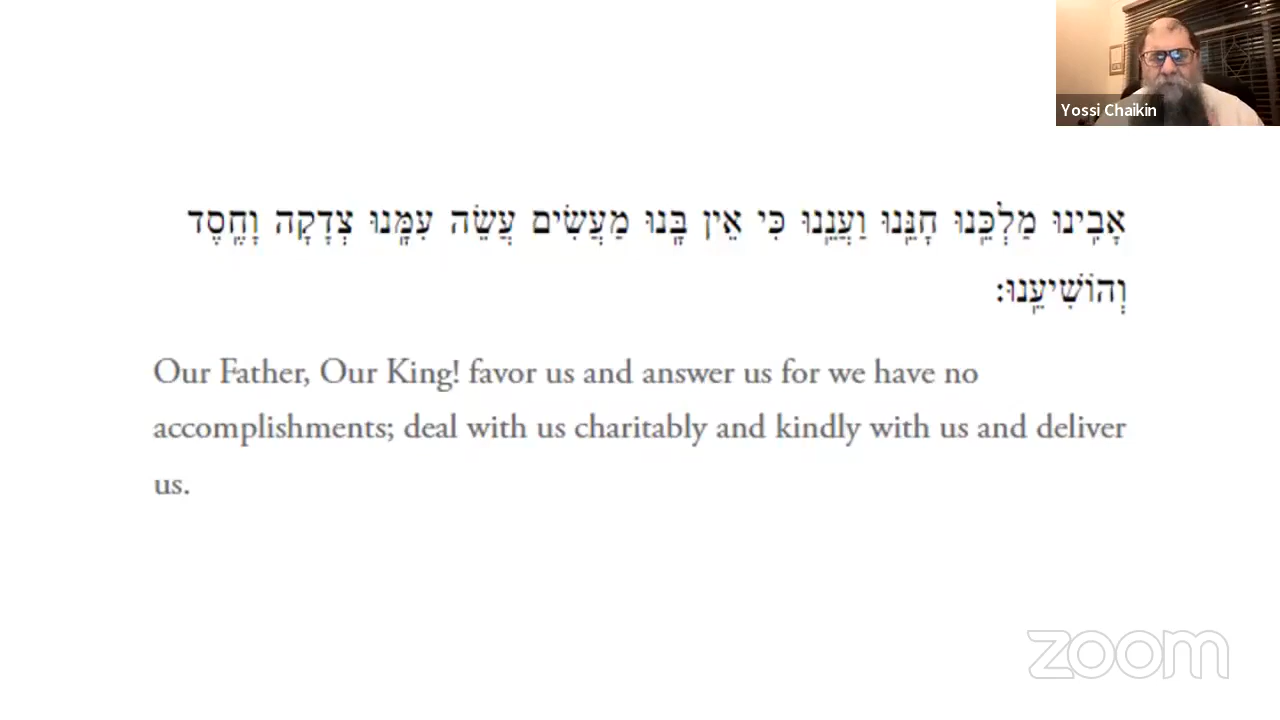 Yossi Chaikin
אָבִֽינוּ מַלְכֵּֽנוּ חָנֵּֽנוּ וַעֲנֵֽנוּ כִּי אֵין בָּֽנוּ מַעֲשִׂים עֲשֵׂה עִמָּֽנוּ צְדָקָה וָחֶֽסֶד
וְהוֹשִׁיעֵֽנוּ:
Our Father, Our King! favor us and answer us for we have no
accomplishments; deal with us charitably and kindly with us and deliver
us.
zoom